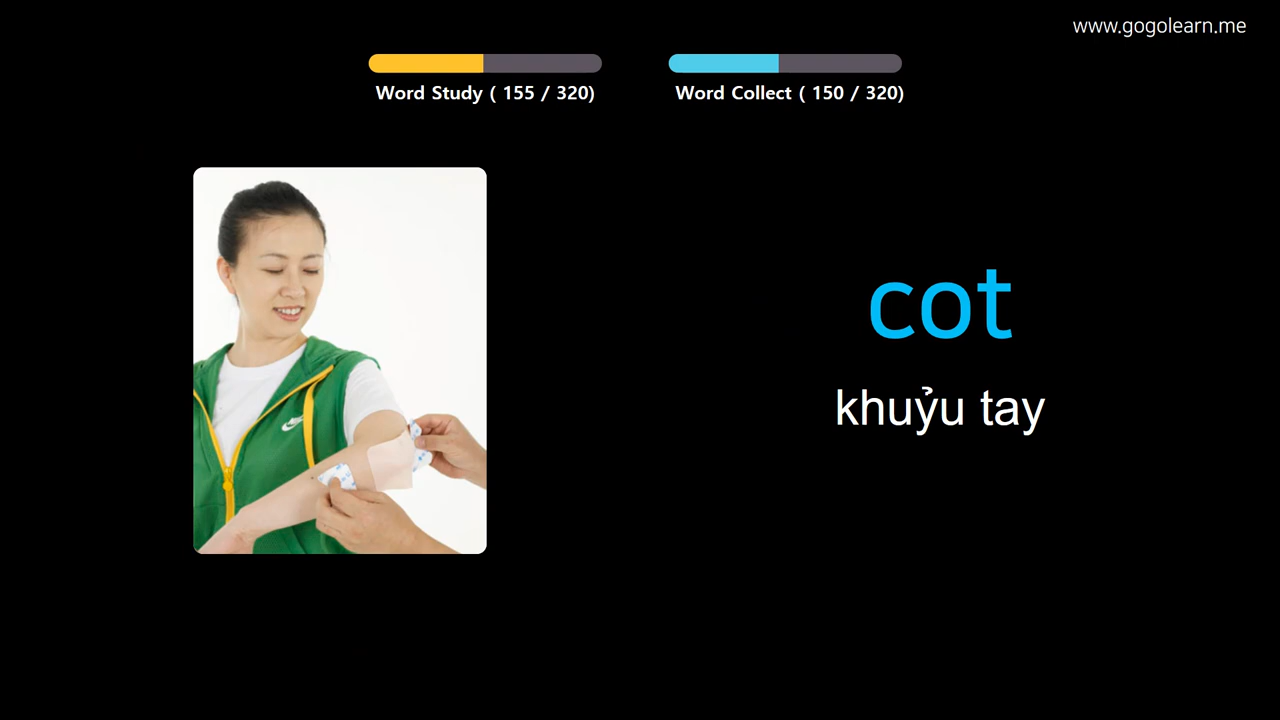 www.gogolearn.me
Word Study ( 155 / 320)
Word Collect ( 150 / 320)
cot
khuỷu tay